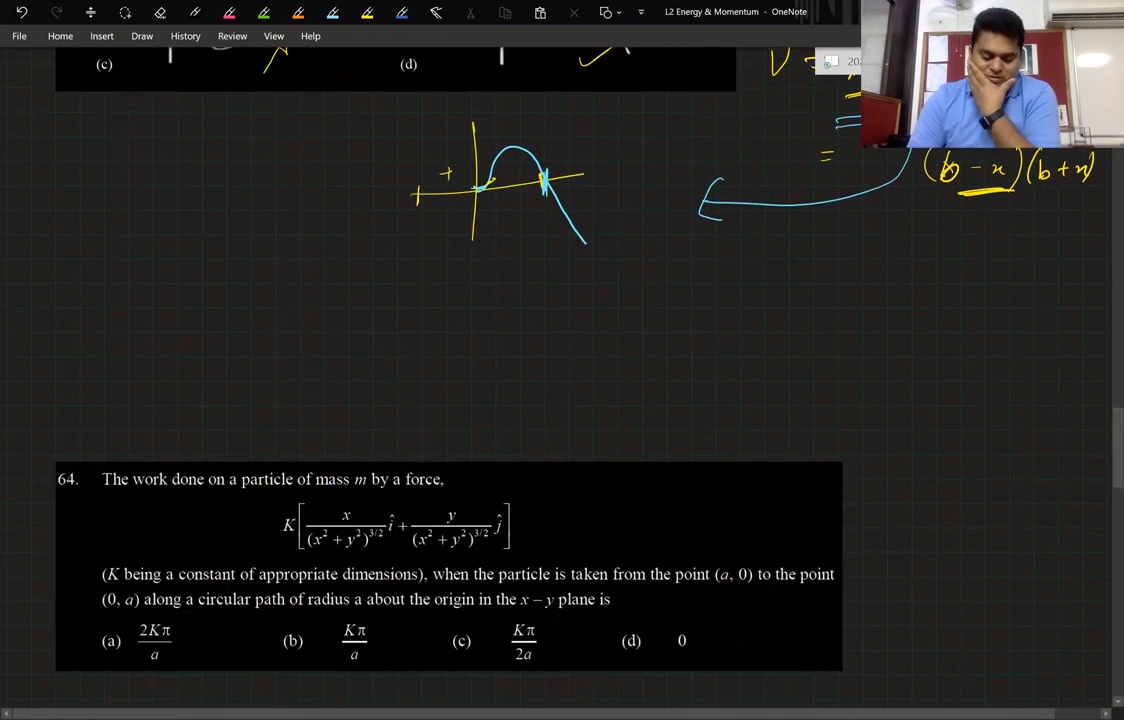 L2 Energy & Momentum - OneNote
File Home Insert Draw History Review View Help
(c) (d)
+
= (b - x)(b + x)
64. The work done on a particle of mass m by a force,
K[x/(x² + y²)^{3/2} î + y/(x² + y²)^{3/2} ĵ]
(K being a constant of appropriate dimensions), when the particle is taken from the point (a, 0) to the point
(0, a) along a circular path of radius a about the origin in the x – y plane is
(a) 2Kπ/a (b) Kπ/a (c) Kπ/2a (d) 0